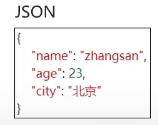 JSON
{
"name": "zhangsan",
"age": 23,
"city": "北京"
}